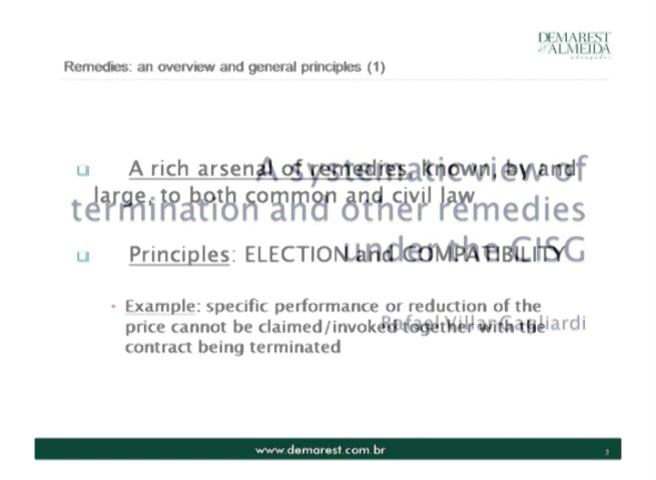 DEMAREST
ALMEIDA
advogados
Remedies: an overview and general principles (1)
A rich arsenal of remedies, known, by and
large, to both common and civil law
A systematic view of
termination and other remedies
under the CISG
Principles: ELECTION and COMPATIBILITY
Example: specific performance or reduction of the
price cannot be claimed/invoked together with the
contract being terminated
Rafael Villar Gagliardi
www.demarest.com.br
3